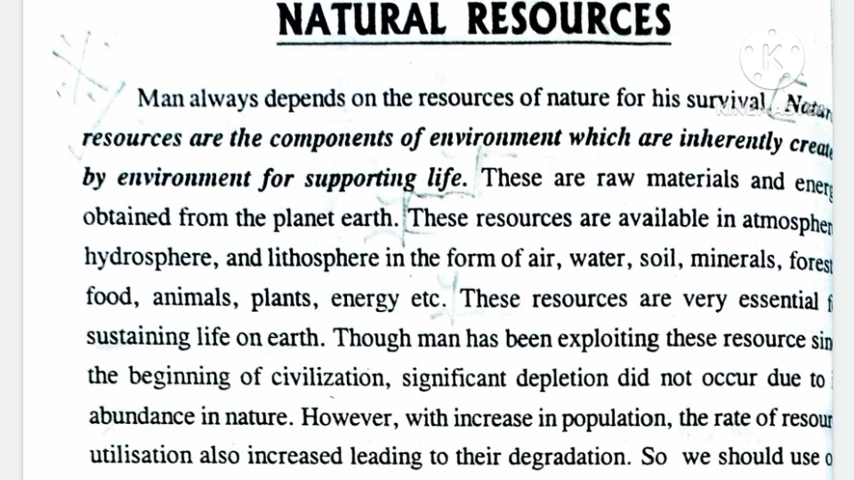 NATURAL RESOURCES
Man always depends on the resources of nature for his survival.
resources are the components of environment which are inherently
by environment for supporting life. These are raw materials and
obtained from the planet earth. These resources are available in
hydrosphere, and lithosphere in the form of air, water, soil, minerals,
food, animals, plants, energy etc. These resources are very essential
sustaining life on earth. Though man has been exploiting these resource
the beginning of civilization, significant depletion did not occur due to
abundance in nature. However, with increase in population, the rate of
utilisation also increased leading to their degradation. So we should use